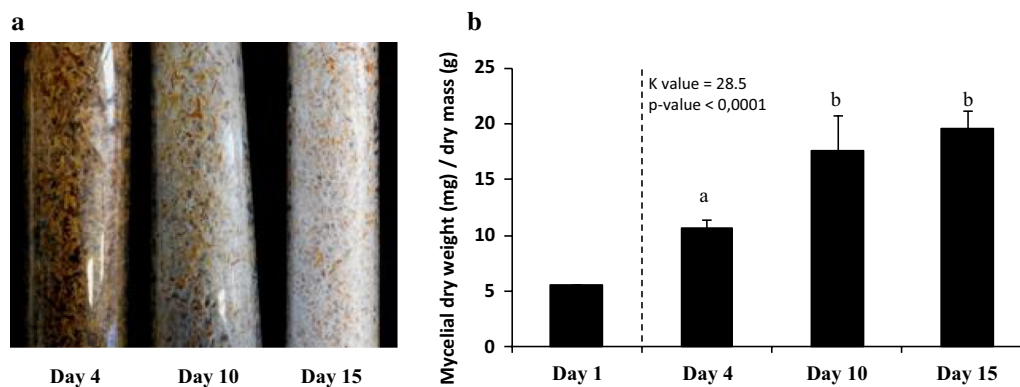 a
Day 4 Day 10 Day 15
b
Mycelial dry weight (mg) / dry mass (g)
25
20
15
10
5
0
K value = 28.5
p-value < 0,0001
a
b
b
Day 1 Day 4 Day 10 Day 15